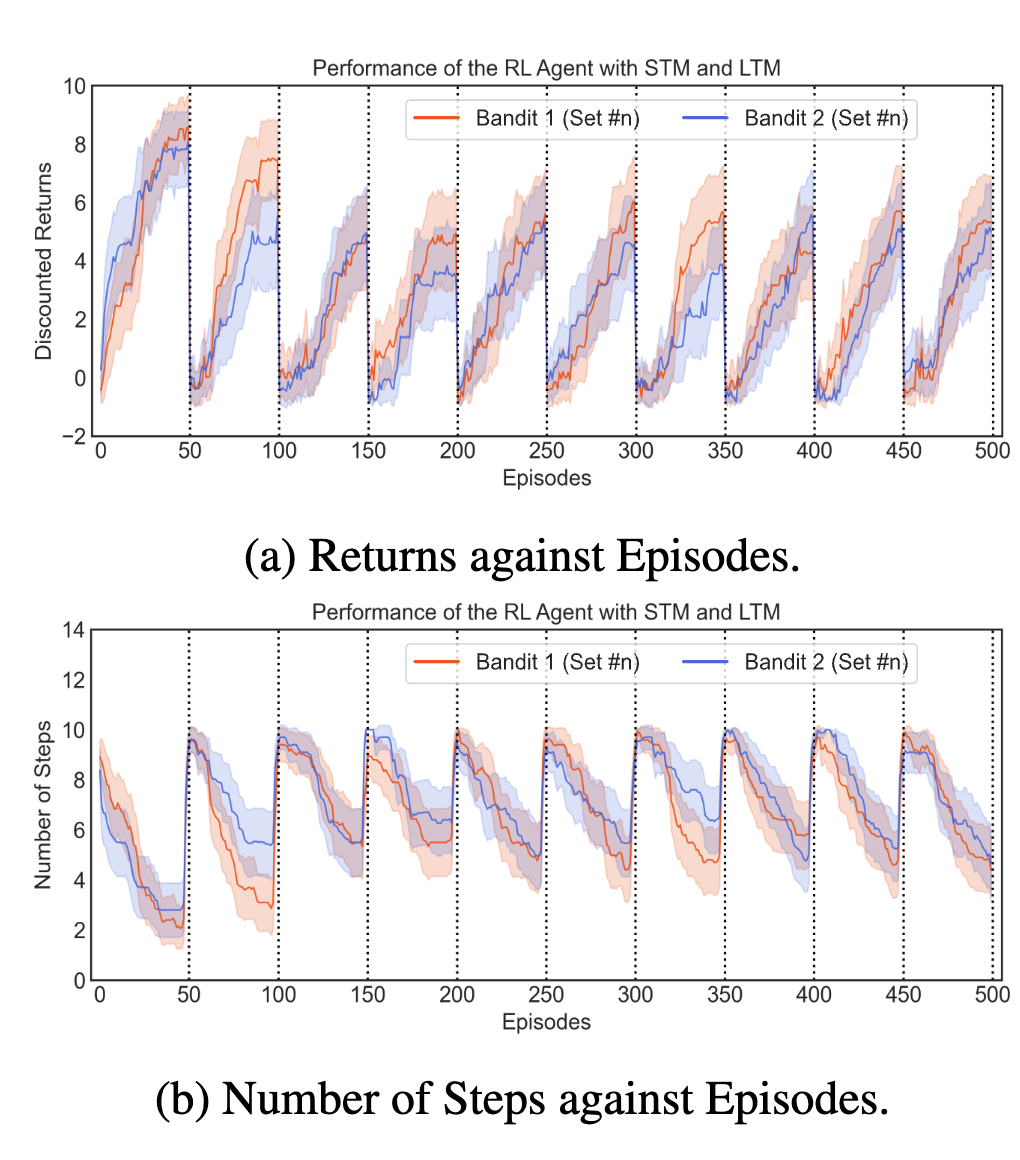 Performance of the RL Agent with STM and LTM
Bandit 1 (Set #n) Bandit 2 (Set #n)
Discounted Returns
10
8
6
4
2
0
−2
0 50 100 150 200 250 300 350 400 450 500
Episodes
(a) Returns against Episodes.
Performance of the RL Agent with STM and LTM
Bandit 1 (Set #n) Bandit 2 (Set #n)
Number of Steps
14
12
10
8
6
4
2
0
0 50 100 150 200 250 300 350 400 450 500
Episodes
(b) Number of Steps against Episodes.